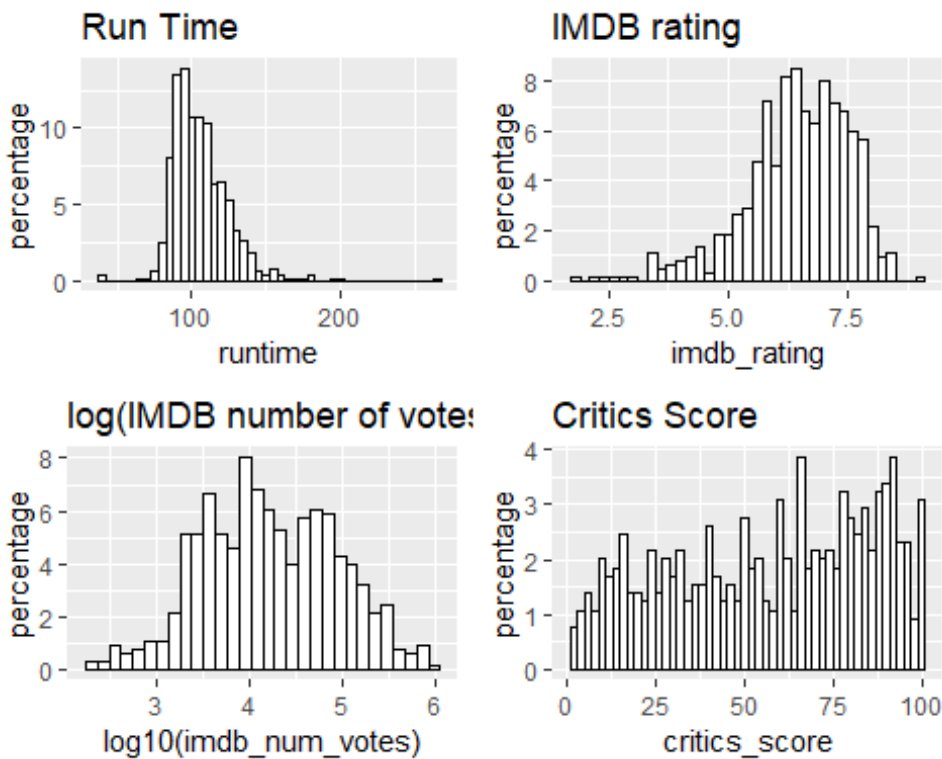 Run Time
percentage
10
5
0
100 200
runtime
IMDB rating
percentage
8
6
4
2
0
2.5 5.0 7.5
imdb_rating
log(IMDB number of votes
percentage
8
6
4
2
0
3 4 5 6
log10(imdb_num_votes)
Critics Score
percentage
4
3
2
1
0
0 25 50 75 100
critics_score